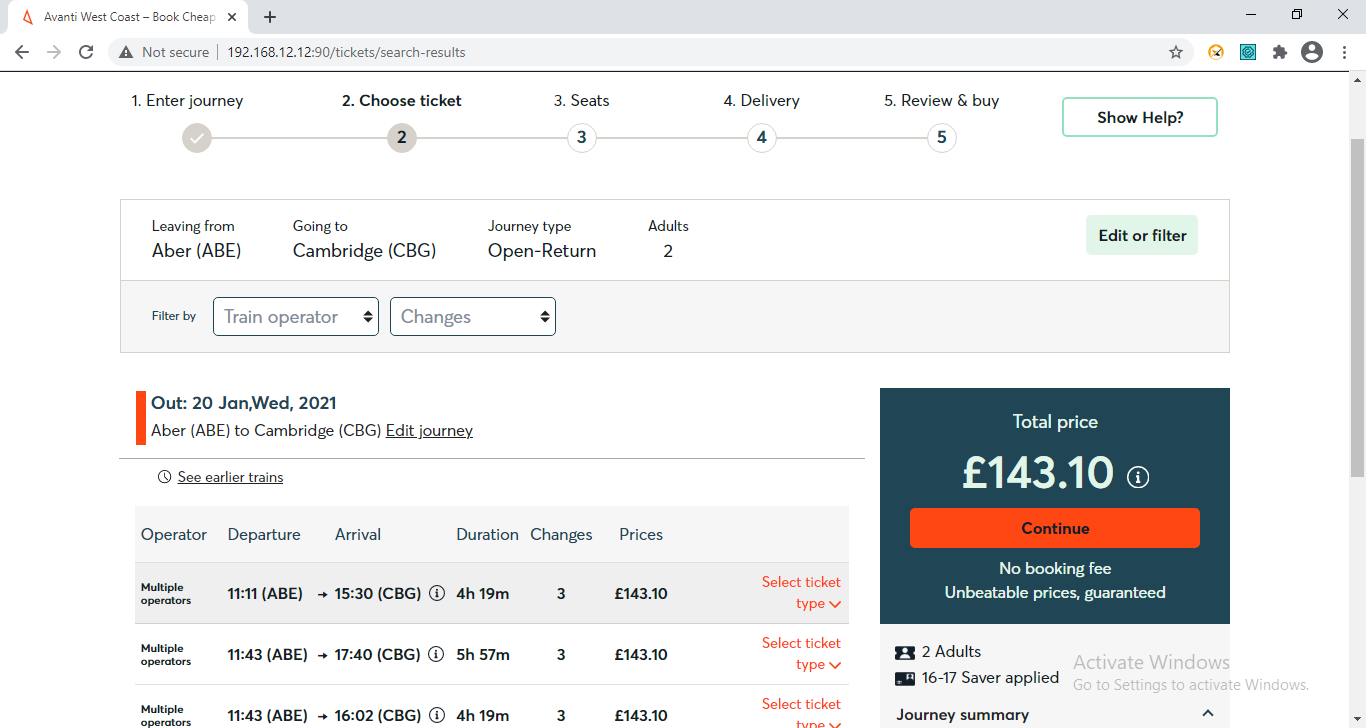 Avanti West Coast – Book Cheap
Not secure 192.168.12.12:90/tickets/search-results
1. Enter journey 2. Choose ticket 3. Seats 4. Delivery 5. Review & buy
Show Help?
2 3 4 5
Leaving from Going to Journey type Adults
Aber (ABE) Cambridge (CBG) Open-Return 2
Edit or filter
Filter by Train operator Changes
Out: 20 Jan,Wed, 2021
Aber (ABE) to Cambridge (CBG) Edit journey
See earlier trains
Operator Departure Arrival Duration Changes Prices
Multiple operators 11:11 (ABE) → 15:30 (CBG) i 4h 19m 3 £143.10 Select ticket type
Multiple operators 11:43 (ABE) → 17:40 (CBG) i 5h 57m 3 £143.10 Select ticket type
Multiple operators 11:43 (ABE) → 16:02 (CBG) i 4h 19m 3 £143.10 Select ticket type
Total price
£143.10 i
Continue
No booking fee
Unbeatable prices, guaranteed
2 Adults
16-17 Saver applied
Journey summary
Activate Windows
Go to Settings to activate Windows.